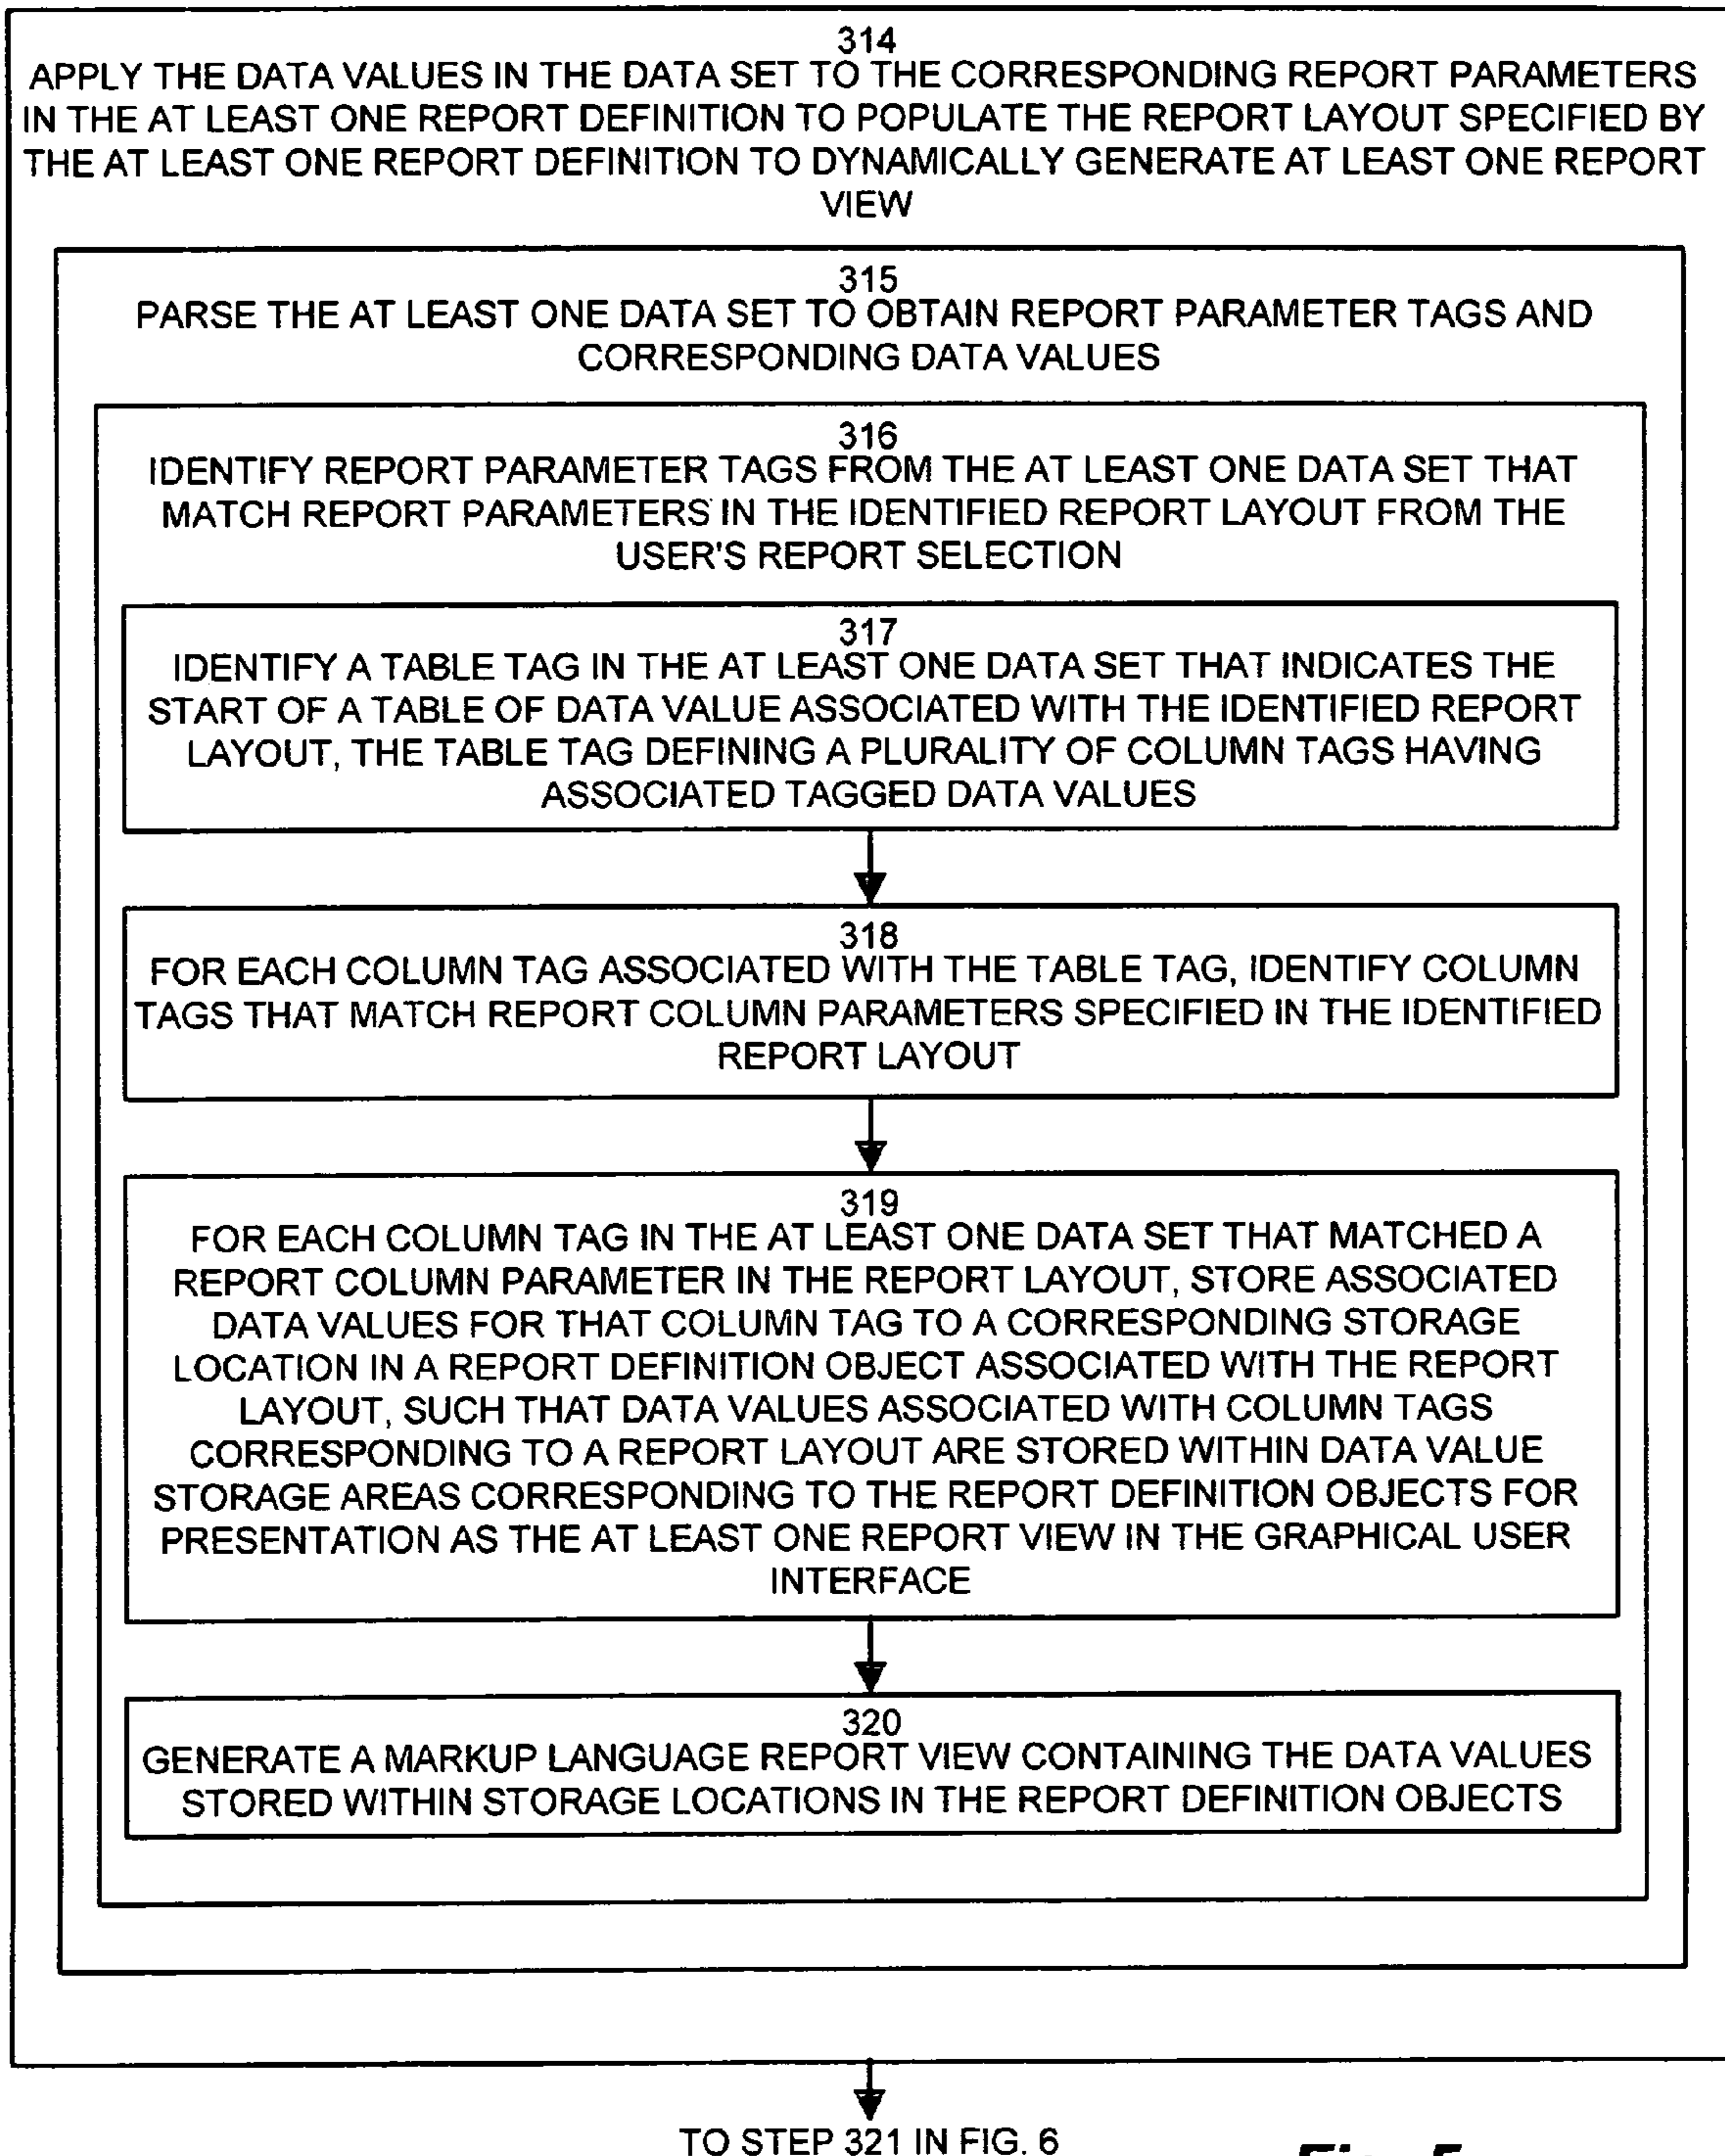 314
APPLY THE DATA VALUES IN THE DATA SET TO THE CORRESPONDING REPORT PARAMETERS
IN THE AT LEAST ONE REPORT DEFINITION TO POPULATE THE REPORT LAYOUT SPECIFIED BY
THE AT LEAST ONE REPORT DEFINITION TO DYNAMICALLY GENERATE AT LEAST ONE REPORT
VIEW
315
PARSE THE AT LEAST ONE DATA SET TO OBTAIN REPORT PARAMETER TAGS AND
CORRESPONDING DATA VALUES
316
IDENTIFY REPORT PARAMETER TAGS FROM THE AT LEAST ONE DATA SET THAT
MATCH REPORT PARAMETERS IN THE IDENTIFIED REPORT LAYOUT FROM THE
USER'S REPORT SELECTION
317
IDENTIFY A TABLE TAG IN THE AT LEAST ONE DATA SET THAT INDICATES THE
START OF A TABLE OF DATA VALUE ASSOCIATED WITH THE IDENTIFIED REPORT
LAYOUT, THE TABLE TAG DEFINING A PLURALITY OF COLUMN TAGS HAVING
ASSOCIATED TAGGED DATA VALUES
318
FOR EACH COLUMN TAG ASSOCIATED WITH THE TABLE TAG, IDENTIFY COLUMN
TAGS THAT MATCH REPORT COLUMN PARAMETERS SPECIFIED IN THE IDENTIFIED
REPORT LAYOUT
319
FOR EACH COLUMN TAG IN THE AT LEAST ONE DATA SET THAT MATCHED A
REPORT COLUMN PARAMETER IN THE REPORT LAYOUT, STORE ASSOCIATED
DATA VALUES FOR THAT COLUMN TAG TO A CORRESPONDING STORAGE
LOCATION IN A REPORT DEFINITION OBJECT ASSOCIATED WITH THE REPORT
LAYOUT, SUCH THAT DATA VALUES ASSOCIATED WITH COLUMN TAGS
CORRESPONDING TO A REPORT LAYOUT ARE STORED WITHIN DATA VALUE
STORAGE AREAS CORRESPONDING TO THE REPORT DEFINITION OBJECTS FOR
PRESENTATION AS THE AT LEAST ONE REPORT VIEW IN THE GRAPHICAL USER
INTERFACE
320
GENERATE A MARKUP LANGUAGE REPORT VIEW CONTAINING THE DATA VALUES
STORED WITHIN STORAGE LOCATIONS IN THE REPORT DEFINITION OBJECTS
TO STEP 321 IN FIG. 6